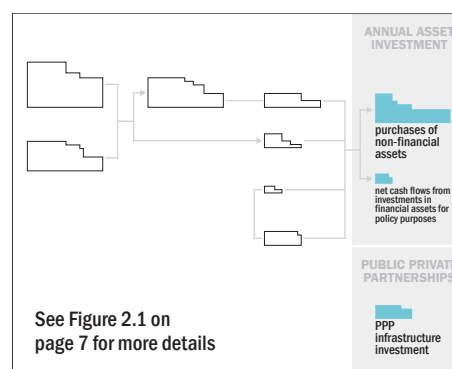 ANNUAL ASSET
INVESTMENT
purchases of
non-financial
assets
net cash flows from
investments in
financial assets for
policy purposes
PUBLIC PRIVATE
PARTNERSHIPS
PPP
infrastructure
investment
See Figure 2.1 on
page 7 for more details